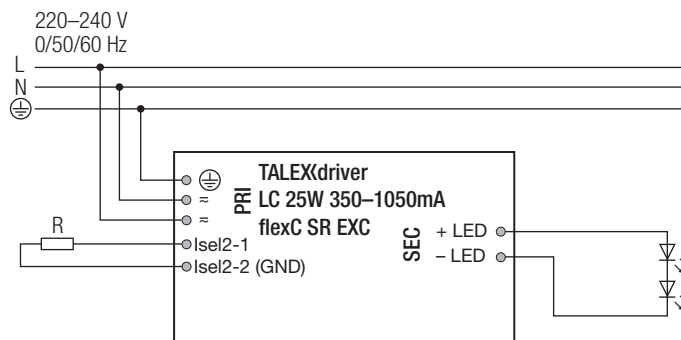 220–240 V
0/50/60 Hz
L
N
PRI
TALEXXdriver
LC 25W 350–1050mA
flexC SR EXC
≂
≂
R
Isel2-1
Isel2-2 (GND)
SEC
+ LED
– LED